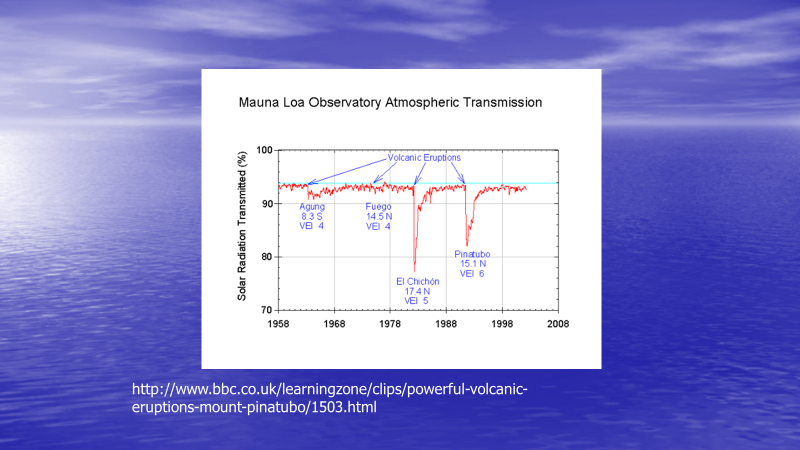 Mauna Loa Observatory Atmospheric Transmission
Solar Radiation Transmitted (%)
100
90
80
70
Volcanic Eruptions
Agung
8.3 S
VEI 4
Fuego
14.5 N
VEI 4
El Chichón
17.4 N
VEI 5
Pinatubo
15.1 N
VEI 6
1958
1968
1978
1988
1998
2008
http://www.bbc.co.uk/learningzone/clips/powerful-volcanic-
eruptions-mount-pinatubo/1503.html